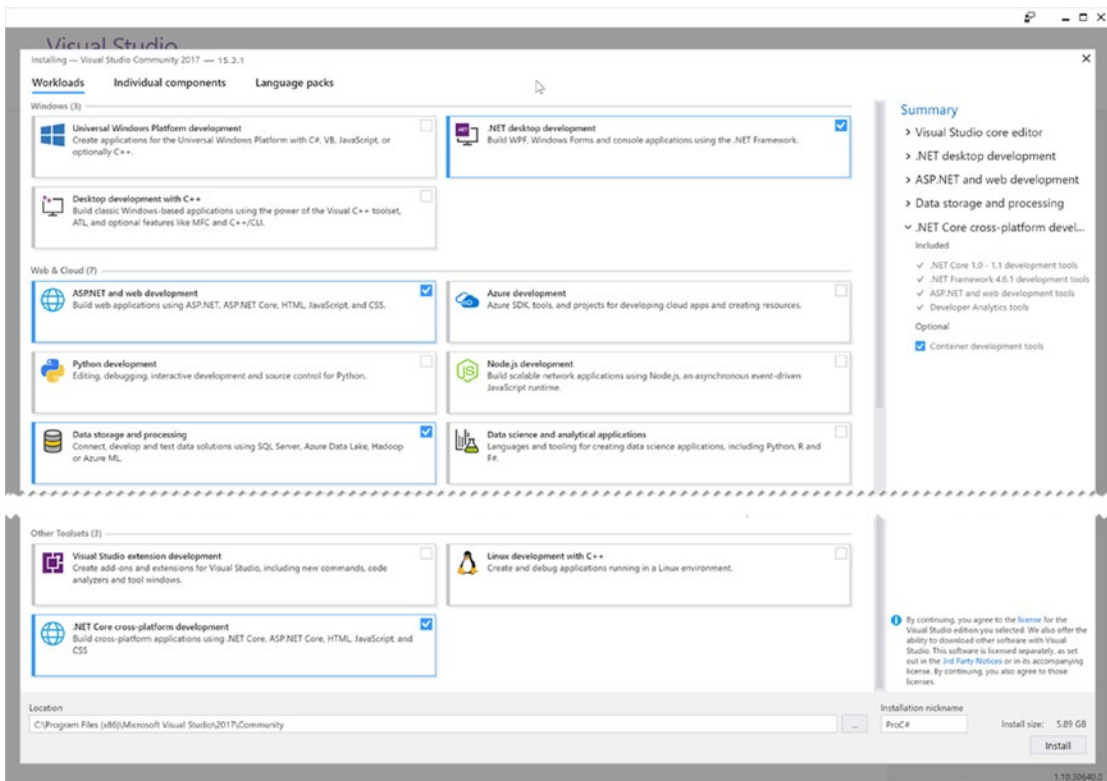 Visual Studio
Installing — Visual Studio Community 2017 — 15.3.1
Workloads
Individual components
Language packs
Windows (3)
Universal Windows Platform development
Create applications for the Universal Windows Platform with C#, VB, JavaScript, or
optionally C++.
.NET desktop development
Build WPF, Windows Forms and console applications using the .NET Framework.
Desktop development with C++
Build classic Windows-based applications using the power of the Visual C++ toolset,
ATL, and optional features like MFC and C++/CLI.
Web & Cloud (7)
ASP.NET and web development
Build web applications using ASP.NET, ASP.NET Core, HTML, JavaScript, and CSS.
Azure development
Azure SDK, tools, and projects for developing cloud apps and creating resources.
Python development
Editing, debugging, interactive development and source control for Python.
Node.js development
Build scalable network applications using Node.js, an asynchronous event-driven
JavaScript runtime.
Data storage and processing
Connect, develop and test data solutions using SQL Server, Azure Data Lake, Hadoop
or Azure ML.
Data science and analytical applications
Languages and tooling for creating data science applications, including Python, R and
F#.
Other Toolsets (3)
Visual Studio extension development
Create add-ons and extensions for Visual Studio, including new commands, code
analyzers and tool windows.
Linux development with C++
Create and debug applications running in a Linux environment.
.NET Core cross-platform development
Build cross-platform applications using .NET Core, ASP.NET Core, HTML, JavaScript, and
CSS
Summary
Visual Studio core editor
.NET desktop development
ASP.NET and web development
Data storage and processing
.NET Core cross-platform devel...
Included
.NET Core 1.0 - 1.1 development tools
.NET Framework 4.6.1 development tools
ASP.NET and web development tools
Developer Analytics tools
Optional
Container development tools
By continuing, you agree to the license for the
Visual Studio edition you selected. We also offer the
ability to download other software with Visual
Studio. This software is licensed separately, as set
out in the 3rd Party Notices or in its accompanying
license. By continuing, you also agree to those
licenses.
Location
C:\Program Files (x86)\Microsoft Visual Studio\2017\Community
...
Installation nickname
ProC#
Install size: 5.89 GB
Install